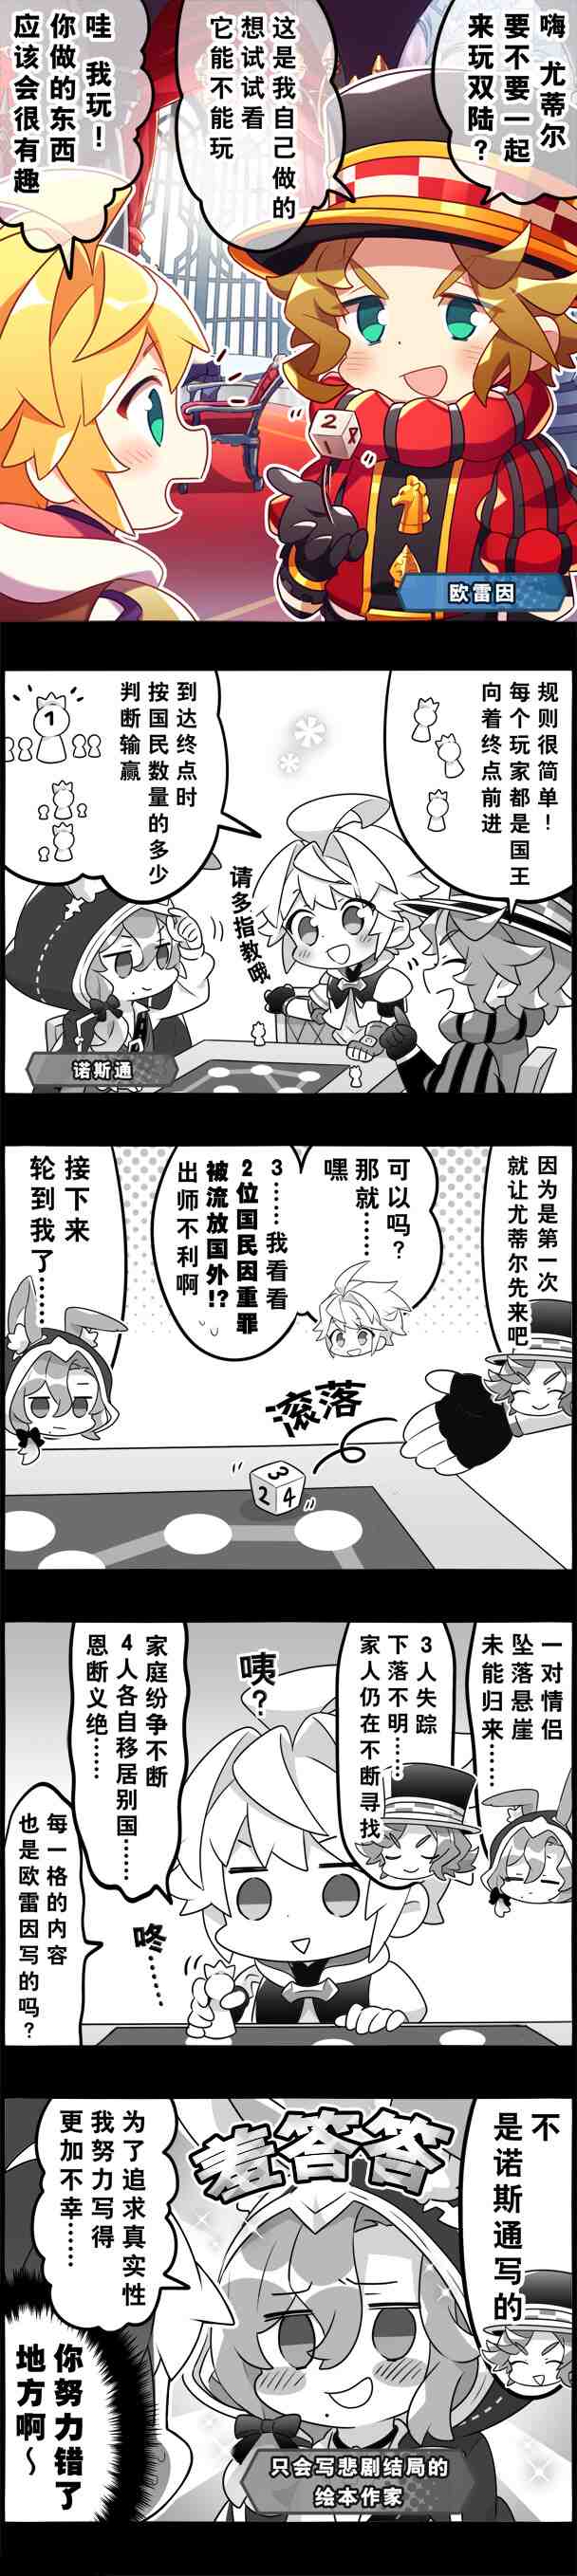 嗨 尤蒂尔
要不要一起
来玩双陆？
这是我自己做的
想试试看
它能不能玩
哇 我玩！
你做的东西
应该会很有趣
2
1
4
欧雷因
规则很简单！
每个玩家都是国王
向着终点前进
到达终点时
按国民数量的多少
判断输赢
1
请多指教哦
诺斯通
因为是第一次
就让尤蒂尔先来吧
可以吗？
那就……
嘿
3……我看看
2位国民因重罪
被流放国外!?
出师不利啊
接下来
轮到我了……
滚落
3
2 4
一对情侣
坠落悬崖
未能归来…
3人失踪
下落不明……
家人仍在不断寻找
咦？
家庭纷争不断
4人各自移居别国……
恩断义绝……
咚……
每一格的内容
也是欧雷因写的吗？
不
是诺斯通写的
羞答答
为了追求真实性
我努力写得
更加不幸……
你努力错了
地方啊～
只会写悲剧结局的
绘本作家